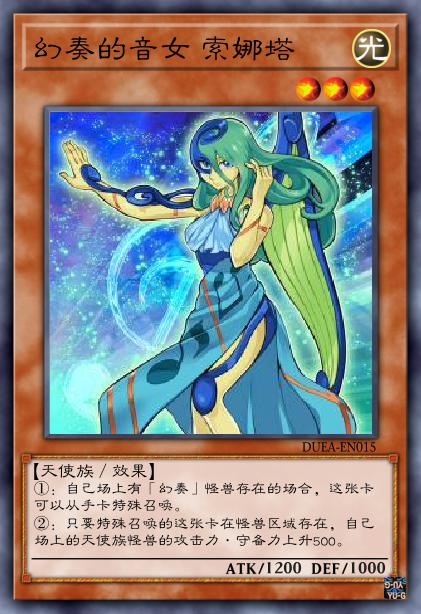 幻奏的音女 索娜塔
光
DUEA-EN015
【天使族／效果】
①：自己场上有「幻奏」怪兽存在的场合，这张卡
可以从手卡特殊召唤。
②：只要特殊召唤的这张卡在怪兽区域存在，自己
场上的天使族怪兽的攻击力·守备力上升500。
ATK/1200 DEF/1000